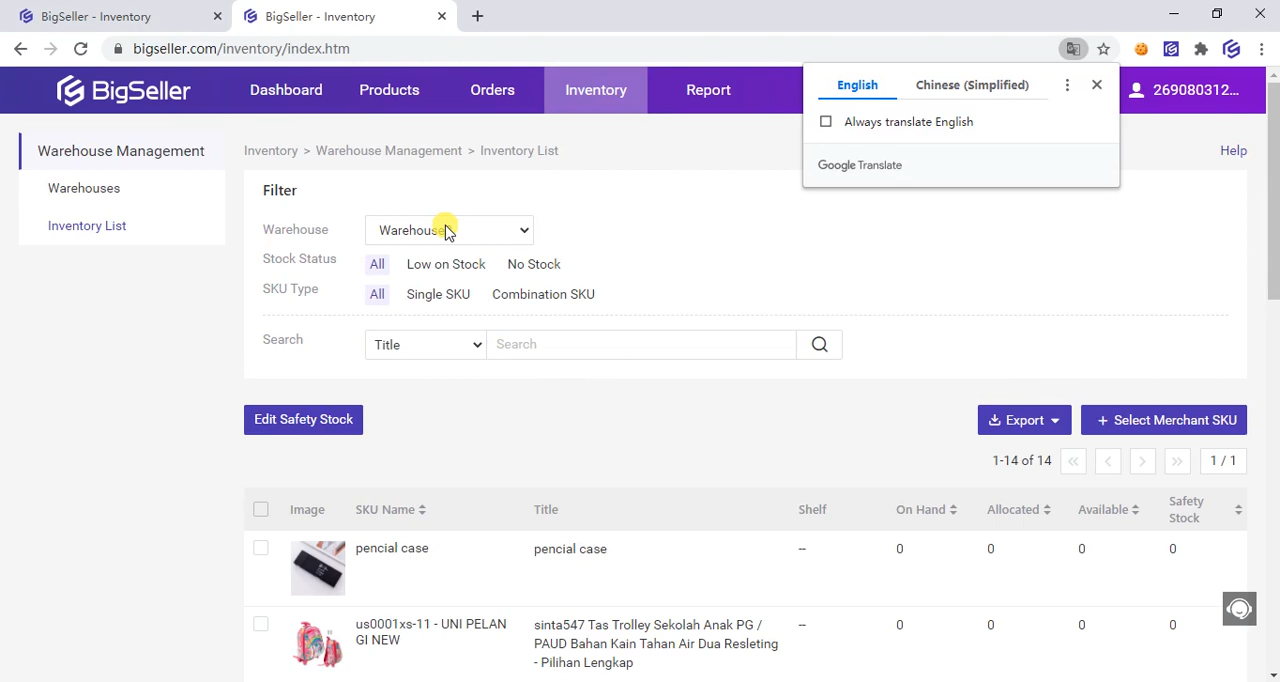 BigSeller - Inventory
BigSeller - Inventory
bigseller.com/inventory/index.htm
BigSeller
Dashboard
Products
Orders
Inventory
Report
269080312...
English
Chinese (Simplified)
Always translate English
Google Translate
Warehouse Management
Warehouses
Inventory List
Inventory > Warehouse Management > Inventory List
Help
Filter
Warehouse
Warehouse
Stock Status
All
Low on Stock
No Stock
SKU Type
All
Single SKU
Combination SKU
Search
Title
Search
Edit Safety Stock
Export
+ Select Merchant SKU
1-14 of 14
1 / 1
Image
SKU Name
Title
Shelf
On Hand
Allocated
Available
Safety
Stock
pencial case
pencial case
--
0
0
0
0
us0001xs-11 - UNI PELAN
GI NEW
sinta547 Tas Trolley Sekolah Anak PG /
PAUD Bahan Kain Tahan Air Dua Resleting
- Pilihan Lengkap
--
0
0
0
0